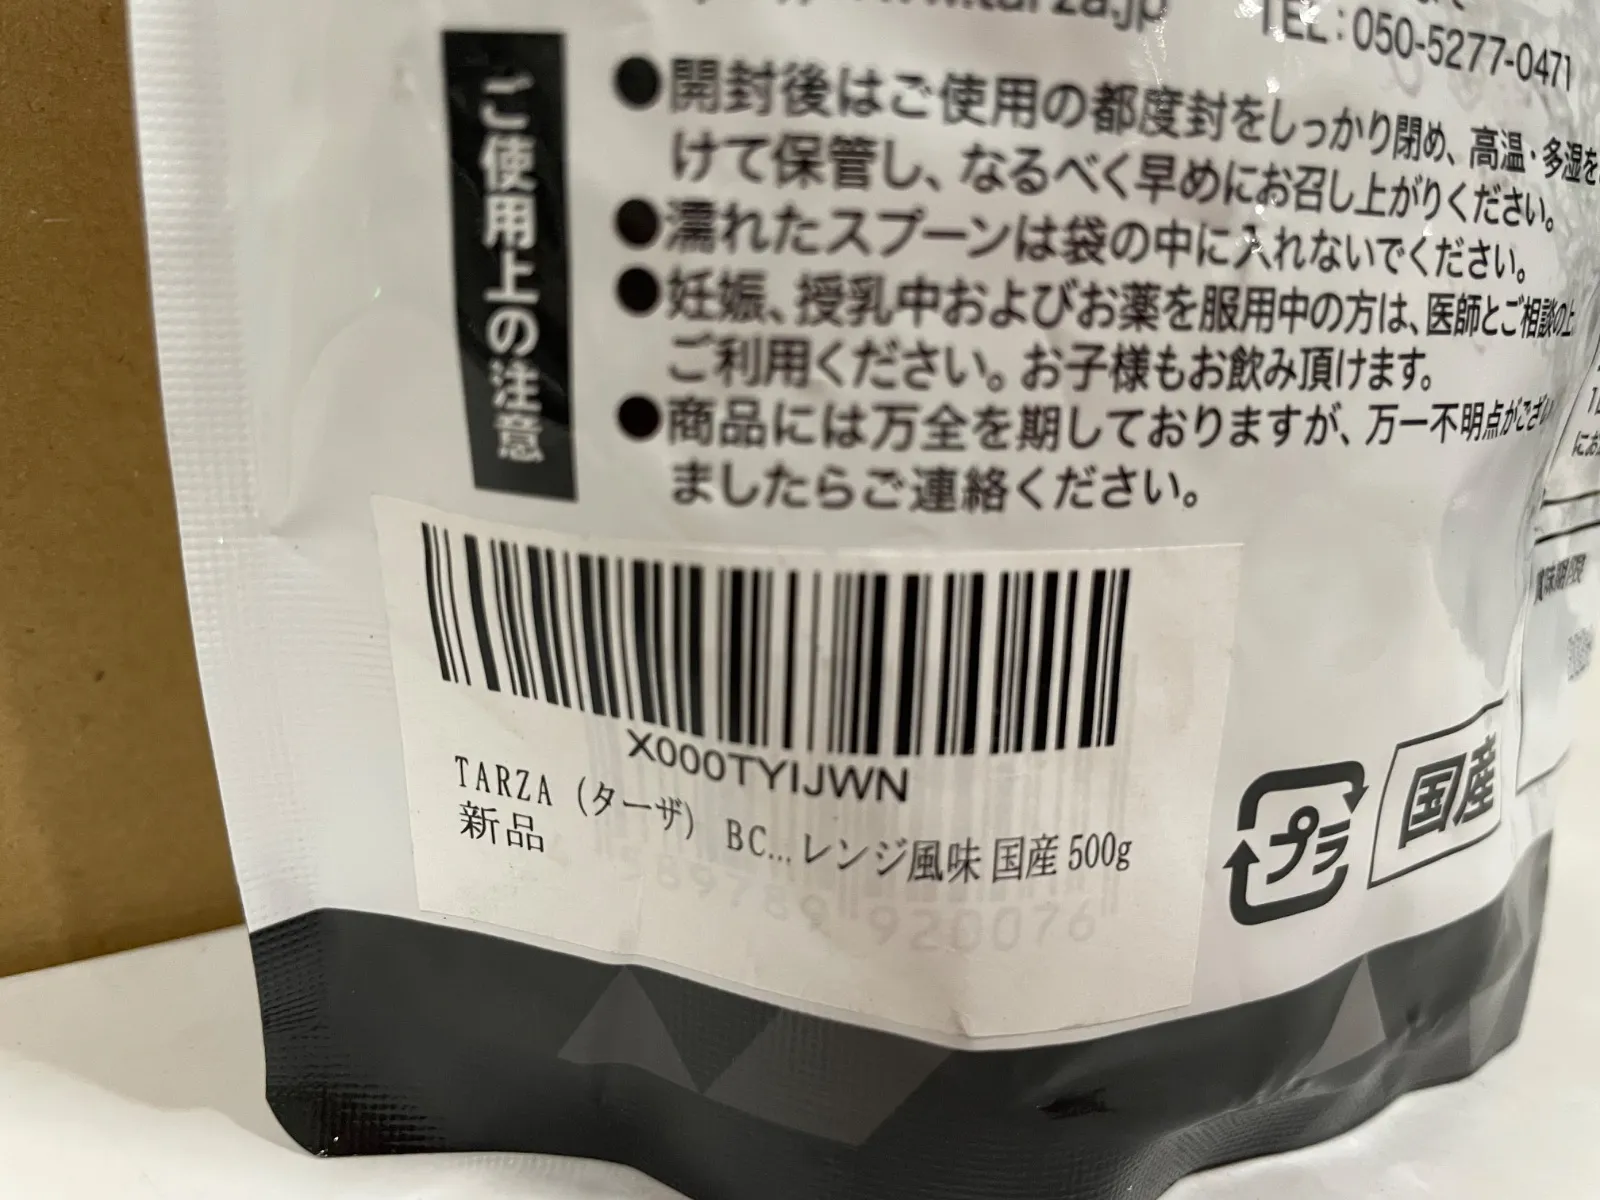 www.tarza.jp
TEL：050-5277-0471
ご使用上の注意
●開封後はご使用の都度封をしっかり閉め、高温・多湿を
けて保管し、なるべく早めにお召し上がりください。
●濡れたスプーンは袋の中に入れないでください。
●妊娠、授乳中およびお薬を服用中の方は、医師とご相談の上
ご利用ください。お子様もお飲み頂けます。
●商品には万全を期しておりますが、万一不明点がござい
ましたらご連絡ください。
賞味期限
X000TYIJWN
TARZA (ターザ) BC...レンジ風味 国産 500g
新品
589789 920076
プラ
国産